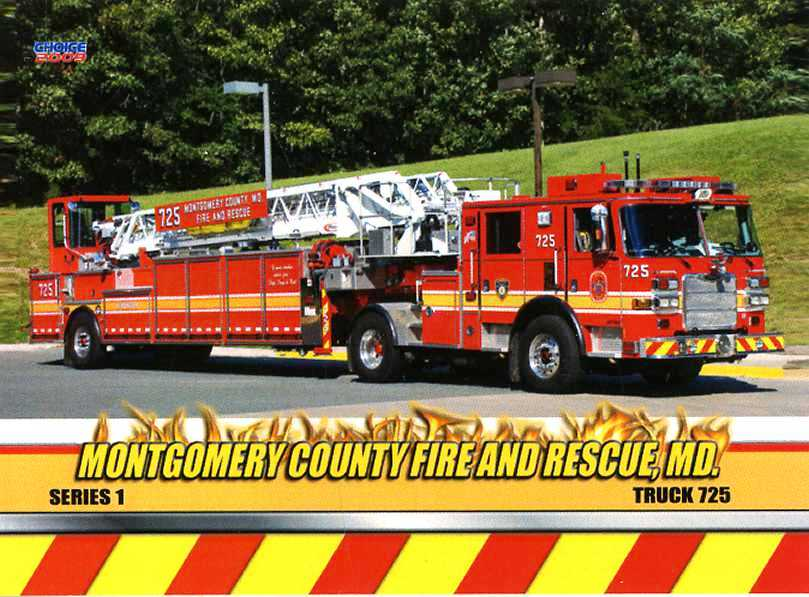 CHOICE
2009
725 MONTGOMERY COUNTY, MD.
FIRE AND RESCUE
725
725
725
725
MONTGOMERY COUNTY FIRE AND RESCUE, MD.
SERIES 1
TRUCK 725